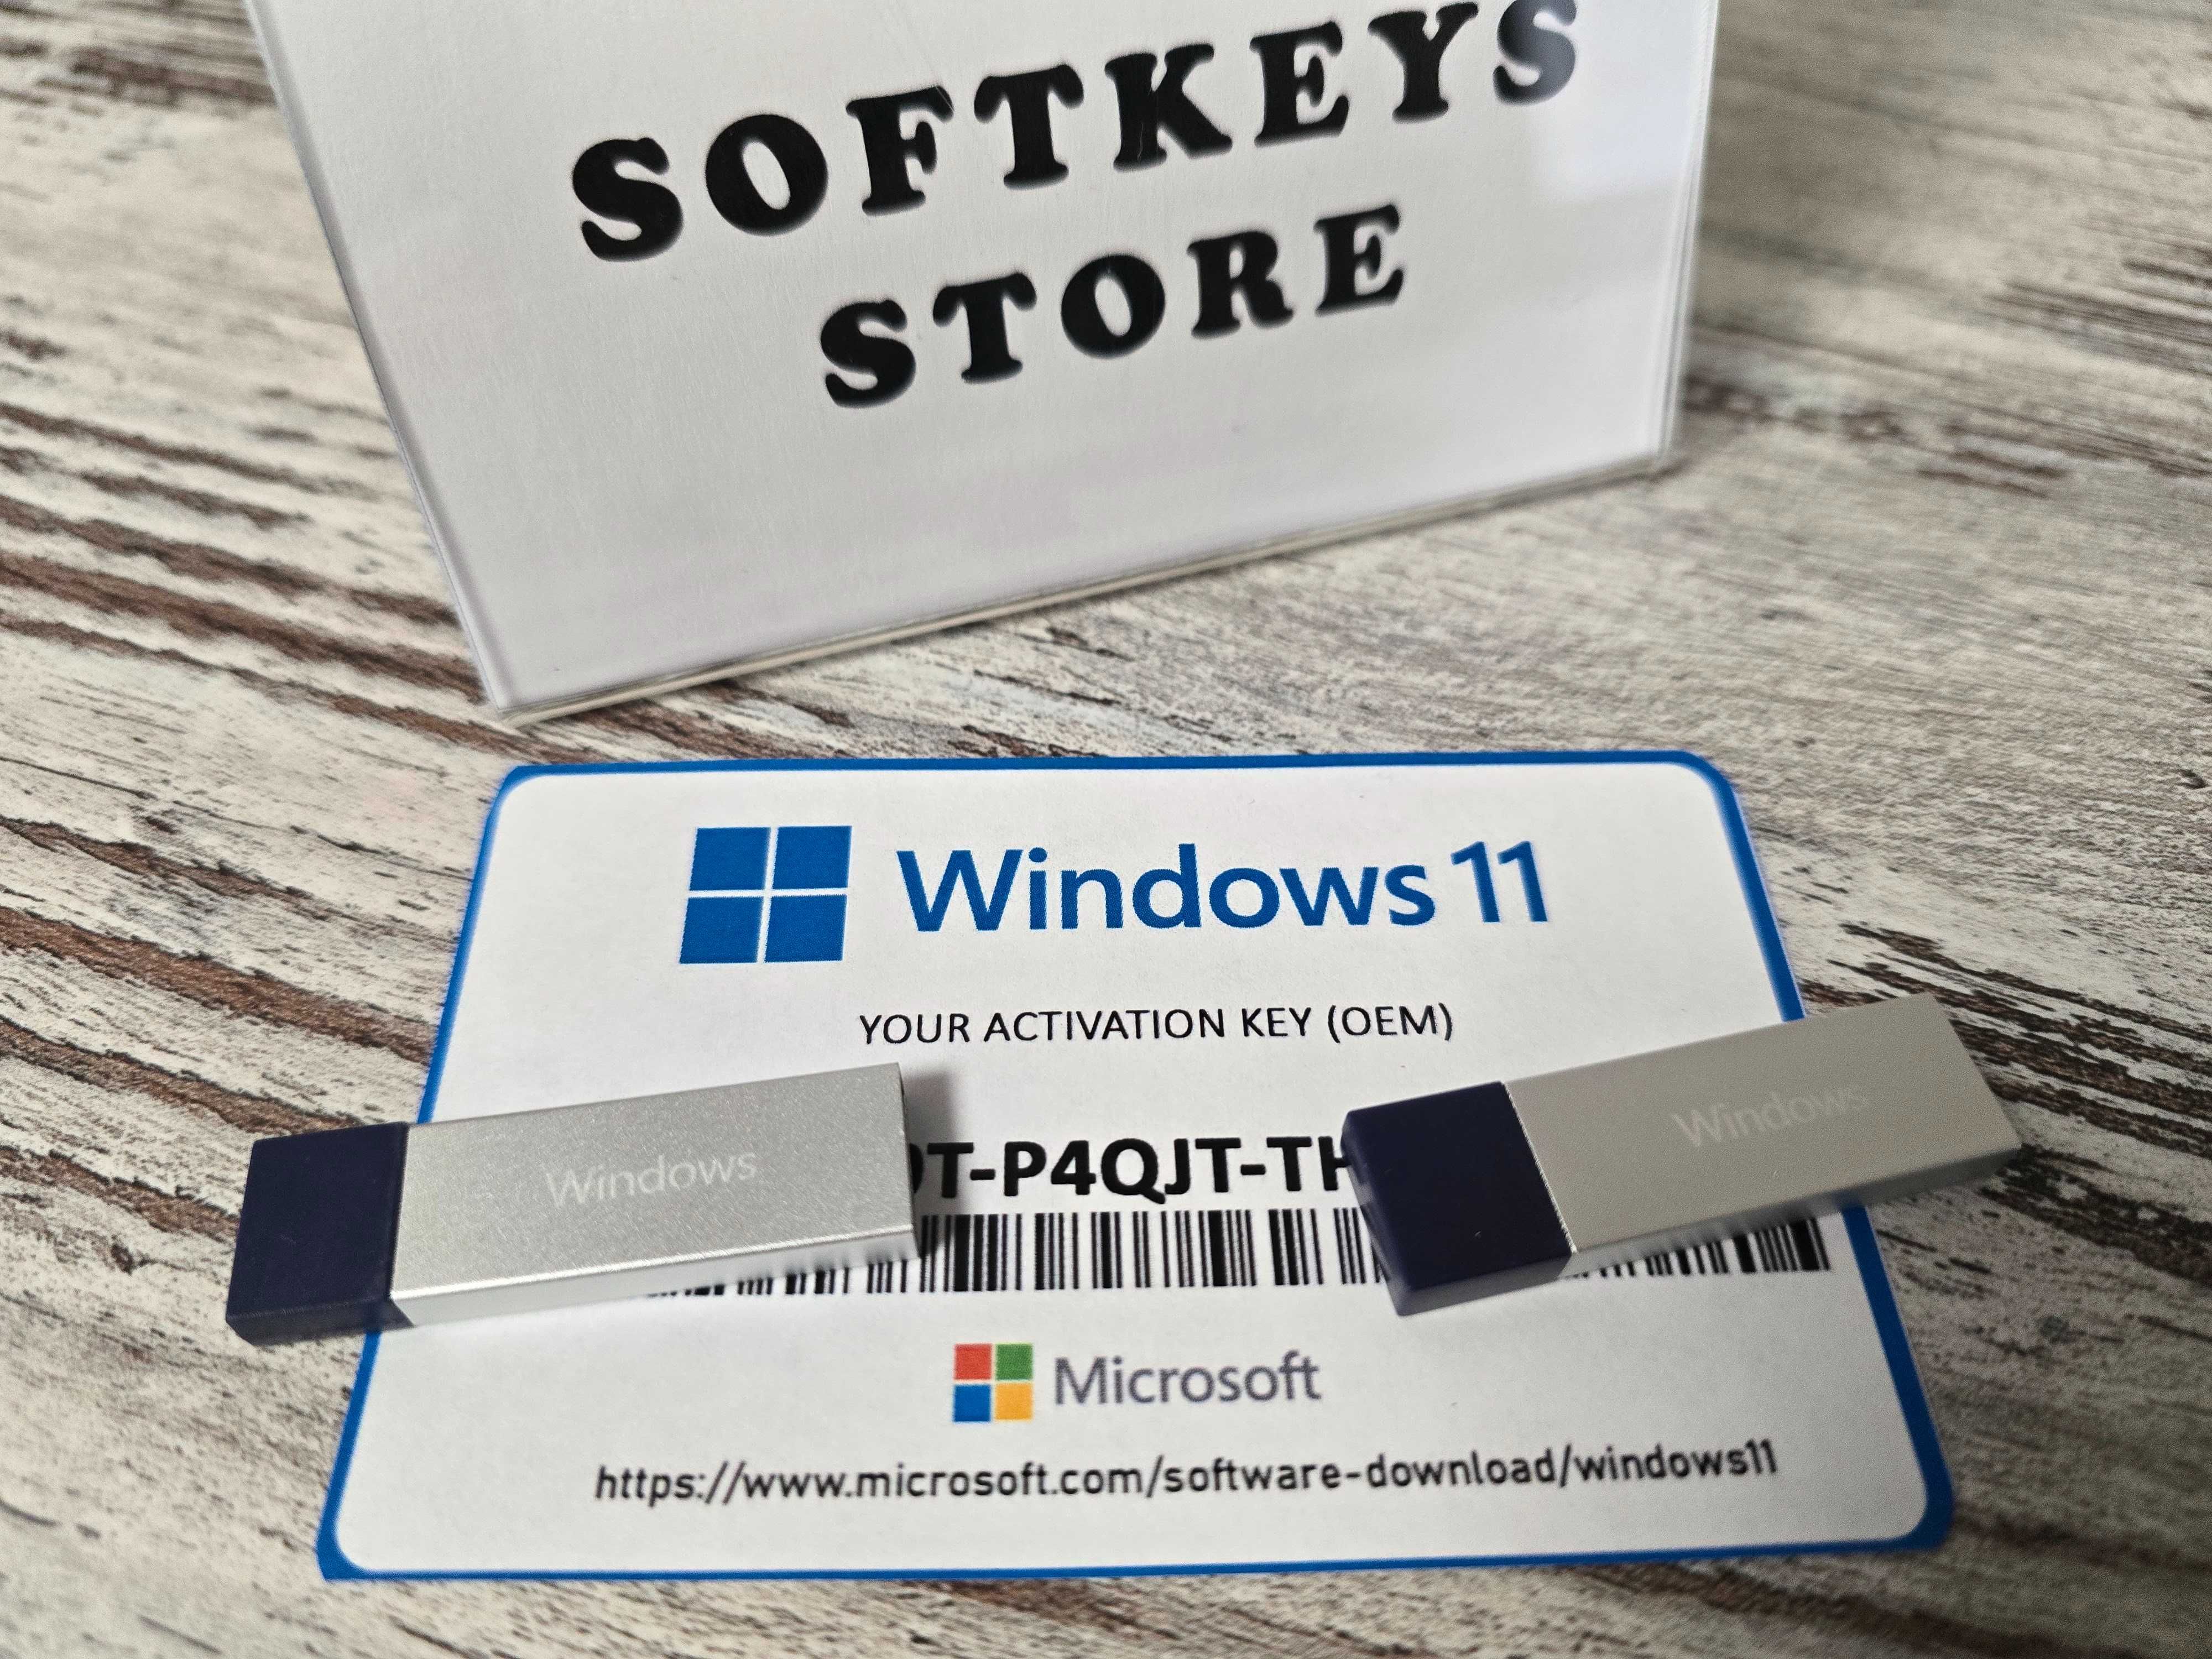 SOFTKEYS
STORE
Windows 11
YOUR ACTIVATION KEY (OEM)
Windows
Windows
T-P4QJT-TH
Microsoft
https://www.microsoft.com/software-download/windows11